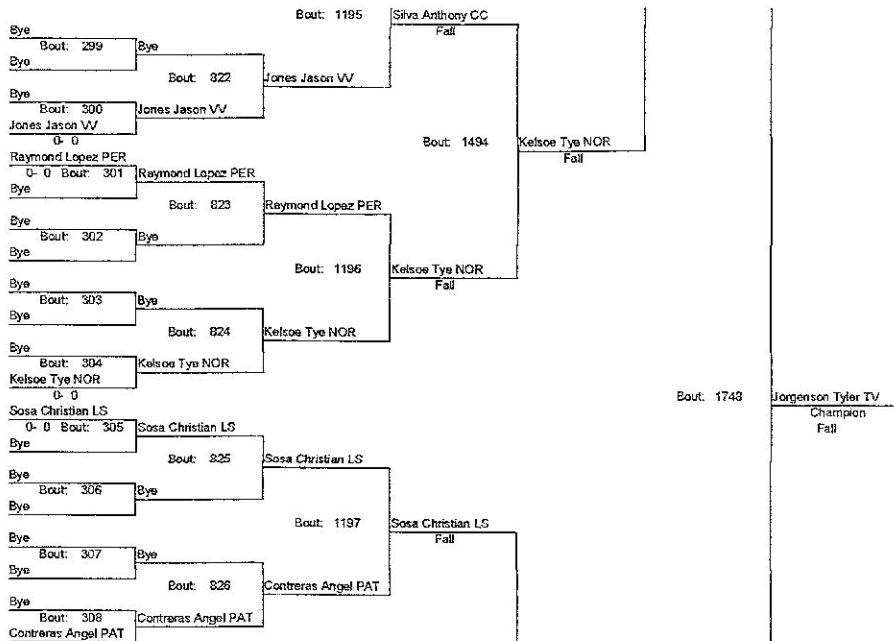 Bout: 1195 Silva Anthony CC
Fall
Bye
Bout: 299 Bye
Bye
Bout: 822 Jones Jason VV
Bye
Bout: 300 Jones Jason VV
Jones Jason VV
0- 0
Bout: 1494 Kelsoe Tye NOR
Fall
Raymond Lopez PER
0- 0 Bout: 301 Raymond Lopez PER
Bye
Bout: 823 Raymond Lopez PER
Bye
Bout: 302 Bye
Bye
Bout: 1196 Kelsoe Tye NOR
Fall
Bye
Bout: 303 Bye
Bye
Bout: 824 Kelsoe Tye NOR
Bye
Bout: 304 Kelsoe Tye NOR
Kelsoe Tye NOR
0- 0
Bout: 1743 Jorgenson Tyler TV
Champion
Fall
Sosa Christian LS
0- 0 Bout: 305 Sosa Christian LS
Bye
Bout: 825 Sosa Christian LS
Bye
Bout: 306 Bye
Bye
Bout: 1197 Sosa Christian LS
Fall
Bye
Bout: 307 Bye
Bye
Bout: 826 Contreras Angel PAT
Bye
Bout: 308 Contreras Angel PAT
Contreras Angel PAT